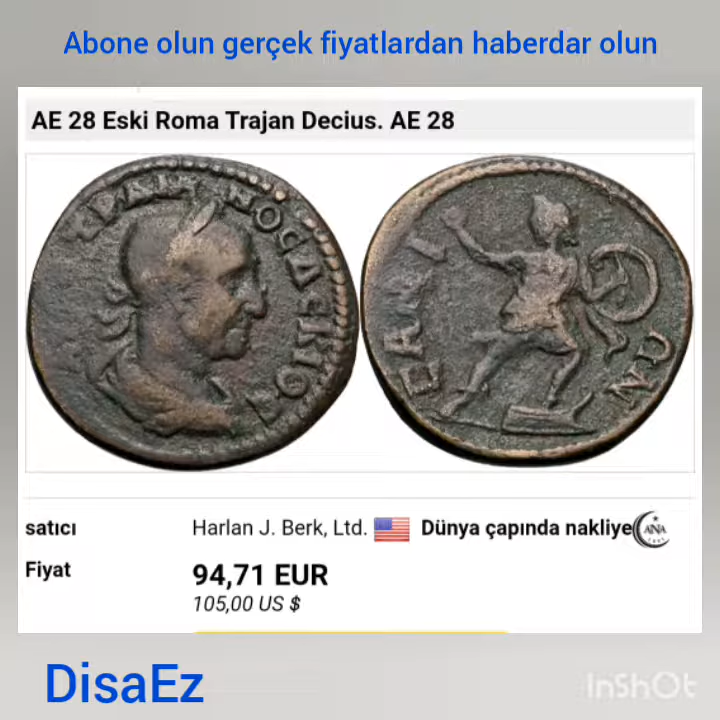 Abone olun gerçek fiyatlardan haberdar olun
AE 28 Eski Roma Trajan Decius. AE 28
satıcı Harlan J. Berk, Ltd. Dünya çapında nakliye
ANA
Fiyat 94,71 EUR
105,00 US $
DisaEz
InShOt